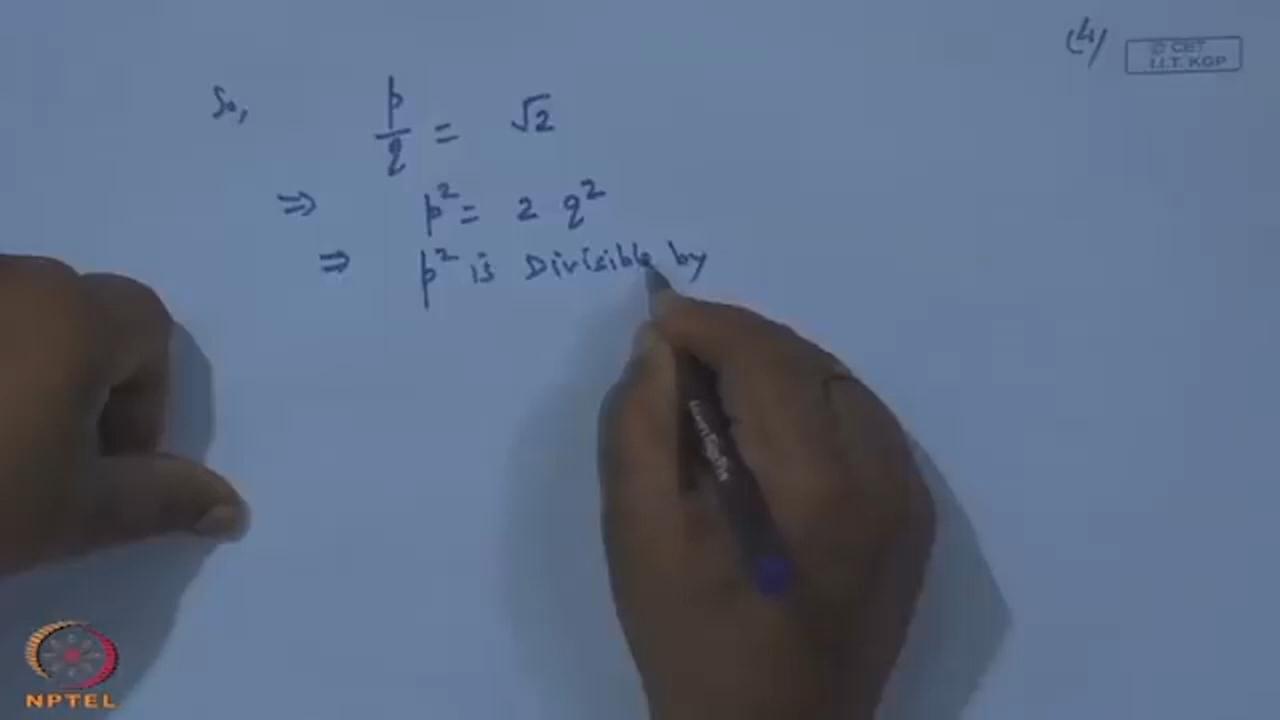 (4)
© CET
I.I.T. KGP
So, p/q = √2
⇒ p² = 2 q²
⇒ p² is Divisible by
NPTEL